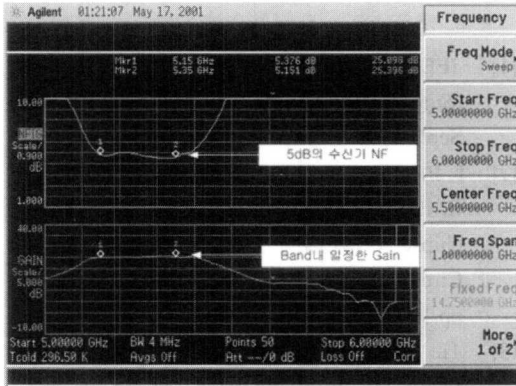 Agilent 01:21:07 May 17, 2001
Mkr1 5.15 GHz 5.376 dB 25.098 dB
Mkr2 5.35 GHz 5.151 dB 25.396 dB
10.00
Scale/
0.900
dB
1.000
5dB의 수신기 NF
40.00
GAIN
Scale/
5.000
dB
-10.00
Band내 일정한 Gain
Start 5.00000 GHz BW 4 MHz Points 50 Stop 6.00000 GHz
Tcold 296.50 K Avgs Off Att --/0 dB Loss Off Corr
Frequency
Freq Mode
Sweep
Start Freq
5.00000000 GHz
Stop Freq
6.00000000 GHz
Center Freq
5.50000000 GHz
Freq Span
1.00000000 GHz
Fixed Freq
14.7500000 GHz
More
1 of 2